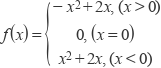 − x² + 2x, (x > 0)
f(x) = { 0, (x = 0)
x² + 2x, (x < 0)